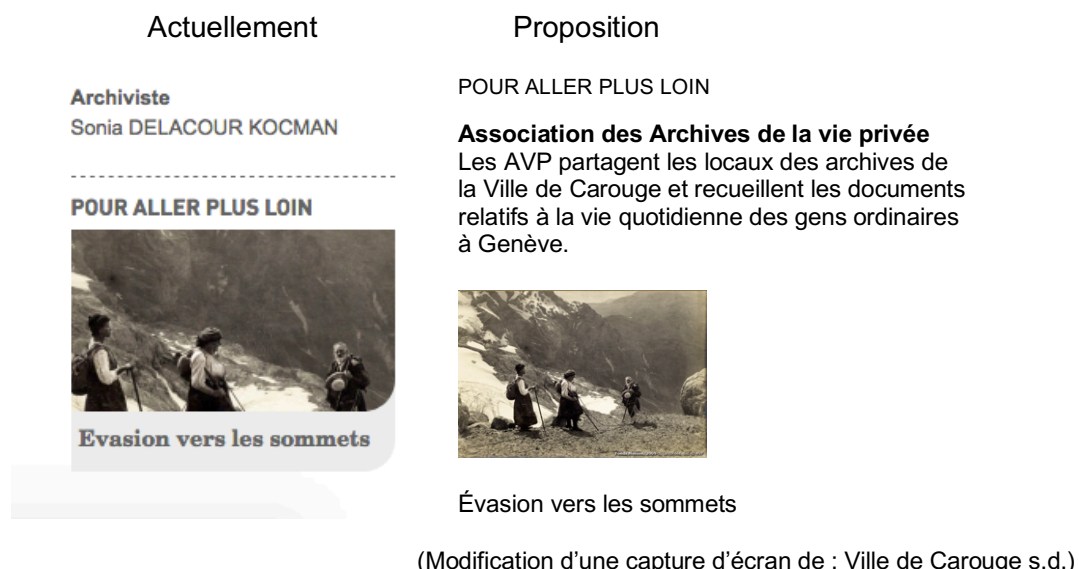 Actuellement
Proposition
Archiviste
Sonia DELACOUR KOCMAN
POUR ALLER PLUS LOIN
Evasion vers les sommets
POUR ALLER PLUS LOIN
Association des Archives de la vie privée
Les AVP partagent les locaux des archives de
la Ville de Carouge et recueillent les documents
relatifs à la vie quotidienne des gens ordinaires
à Genève.
Évasion vers les sommets
(Modification d'une capture d'écran de : Ville de Carouge s.d.)